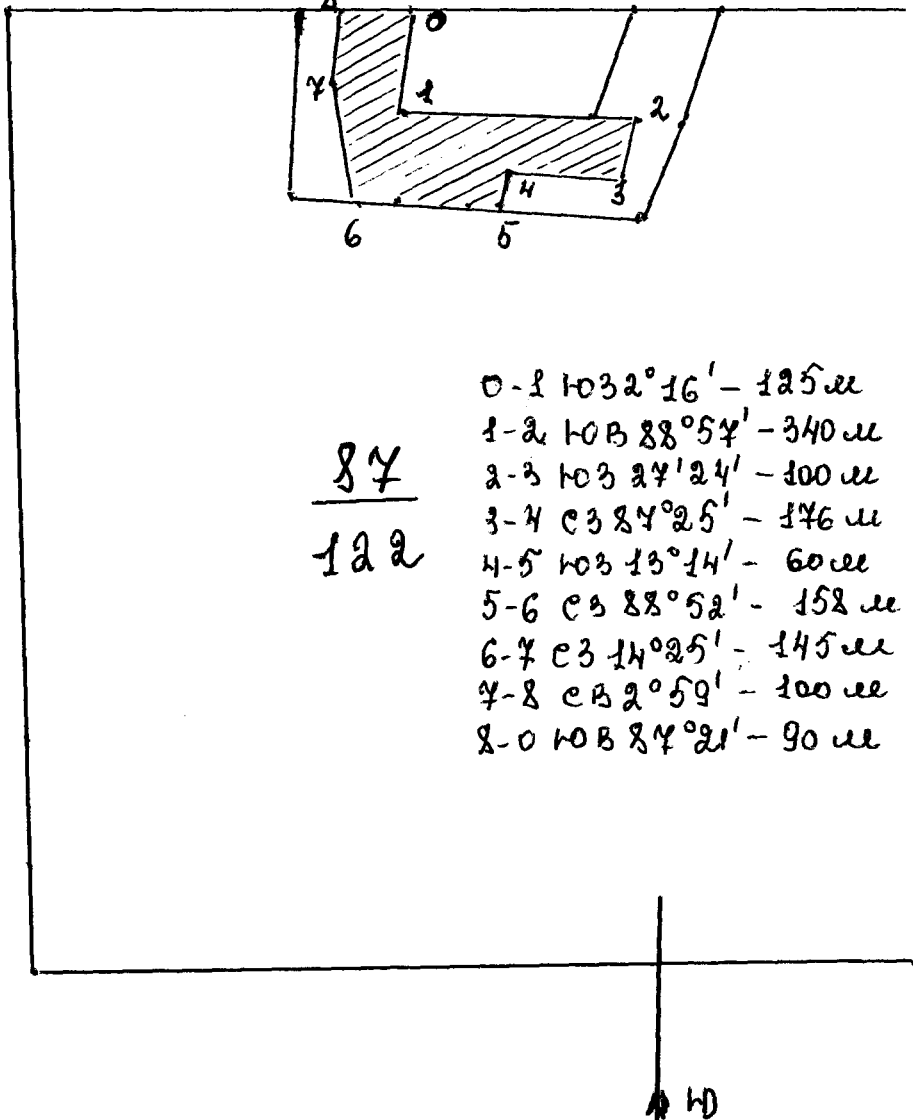 0
7
1
2
4
3
6
5
0-1 ЮЗ 2°16' - 125 м
1-2 ЮВ 88°57' - 340 м
87
2-3 ЮЗ 27'24' - 100 м
122
3-4 СЗ 87°25' - 176 м
4-5 ЮЗ 13°14' - 60 м
5-6 СЗ 88°52' - 158 м
6-7 СЗ 14°25' - 145 м
7-8 СВ 2°59' - 100 м
8-0 ЮВ 87°21' - 90 м
Ю